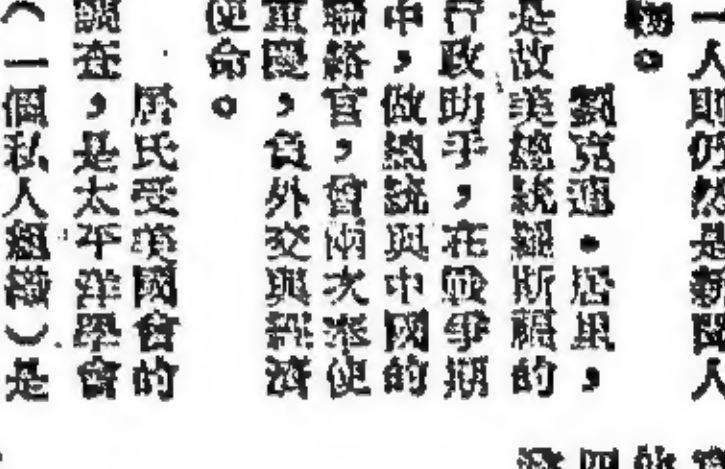 一人則仍然是新聞人
物。
劉克遜・居里，
是故美總統羅斯福的
行政助手，在戰爭期
中，做總統與中國的
聯絡官，曾兩次來使
重慶，負外交與經濟
使命。
居氏受美國會的
調查，是太平洋學會
（一個私人組織）是